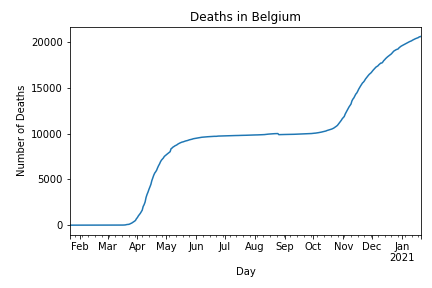 Deaths in Belgium
Number of Deaths
20000
15000
10000
5000
0
Feb Mar Apr May Jun Jul Aug Sep Oct Nov Dec Jan
2021
Day